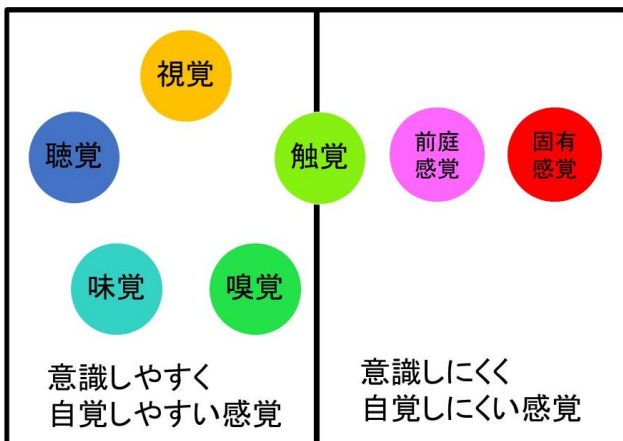 視覚
聴覚
触覚
前庭
感覚
固有
感覚
味覚
嗅覚
意識しやすく
自覚しやすい感覚
意識しにくく
自覚しにくい感覚